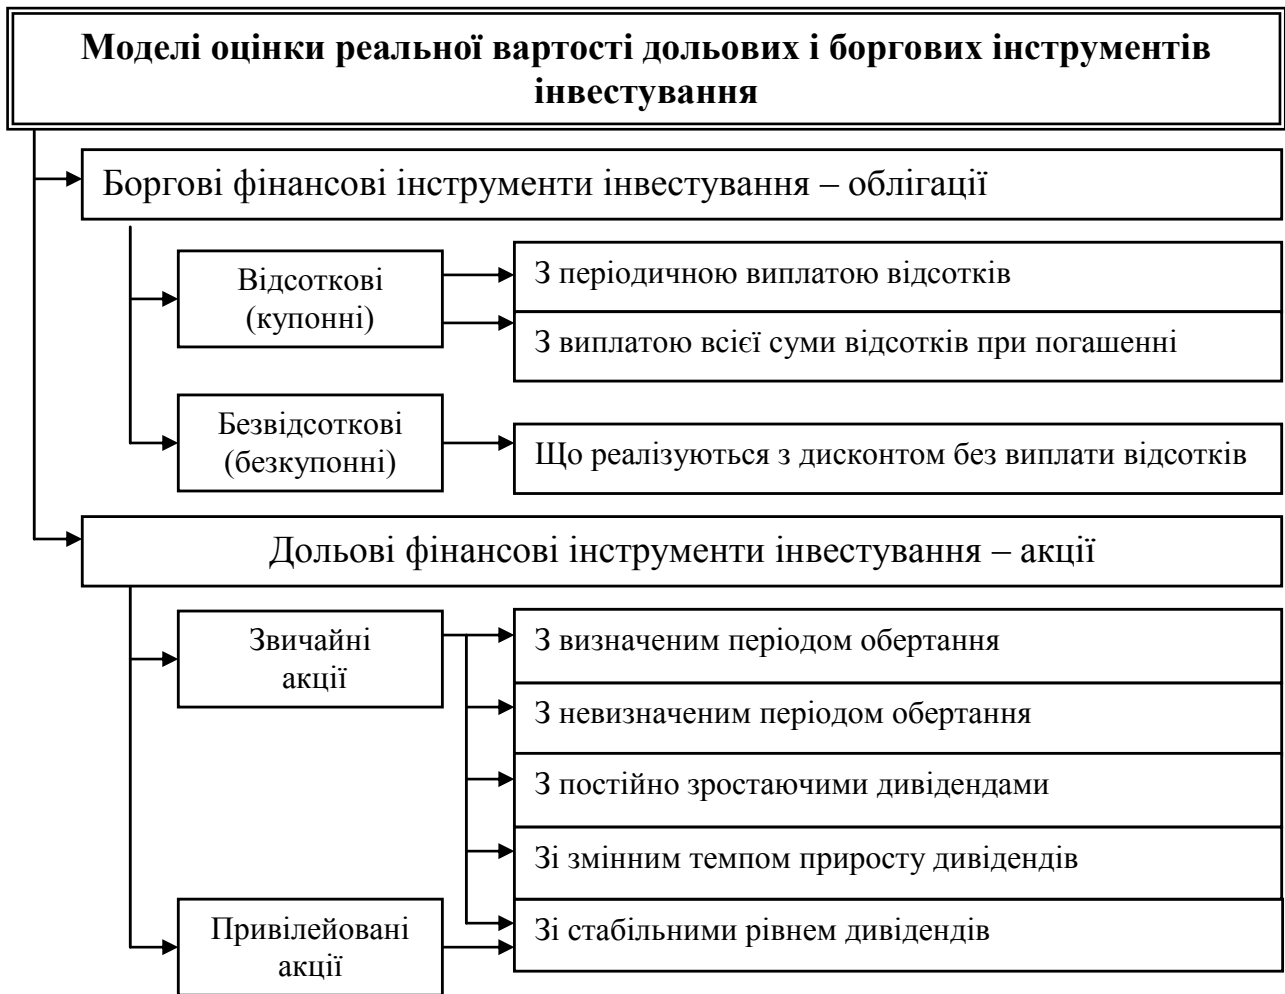 Моделі оцінки реальної вартості дольових і боргових інструментів
інвестування
Боргові фінансові інструменти інвестування – облігації
Відсоткові
(купонні)
З періодичною виплатою відсотків
З виплатою всієї суми відсотків при погашенні
Безвідсоткові
(безкупонні)
Що реалізуються з дисконтом без виплати відсотків
Дольові фінансові інструменти інвестування – акції
Звичайні
акції
З визначеним періодом обертання
З невизначеним періодом обертання
З постійно зростаючими дивідендами
Зі змінним темпом приросту дивідендів
Привілейовані
акції
Зі стабільними рівнем дивідендів